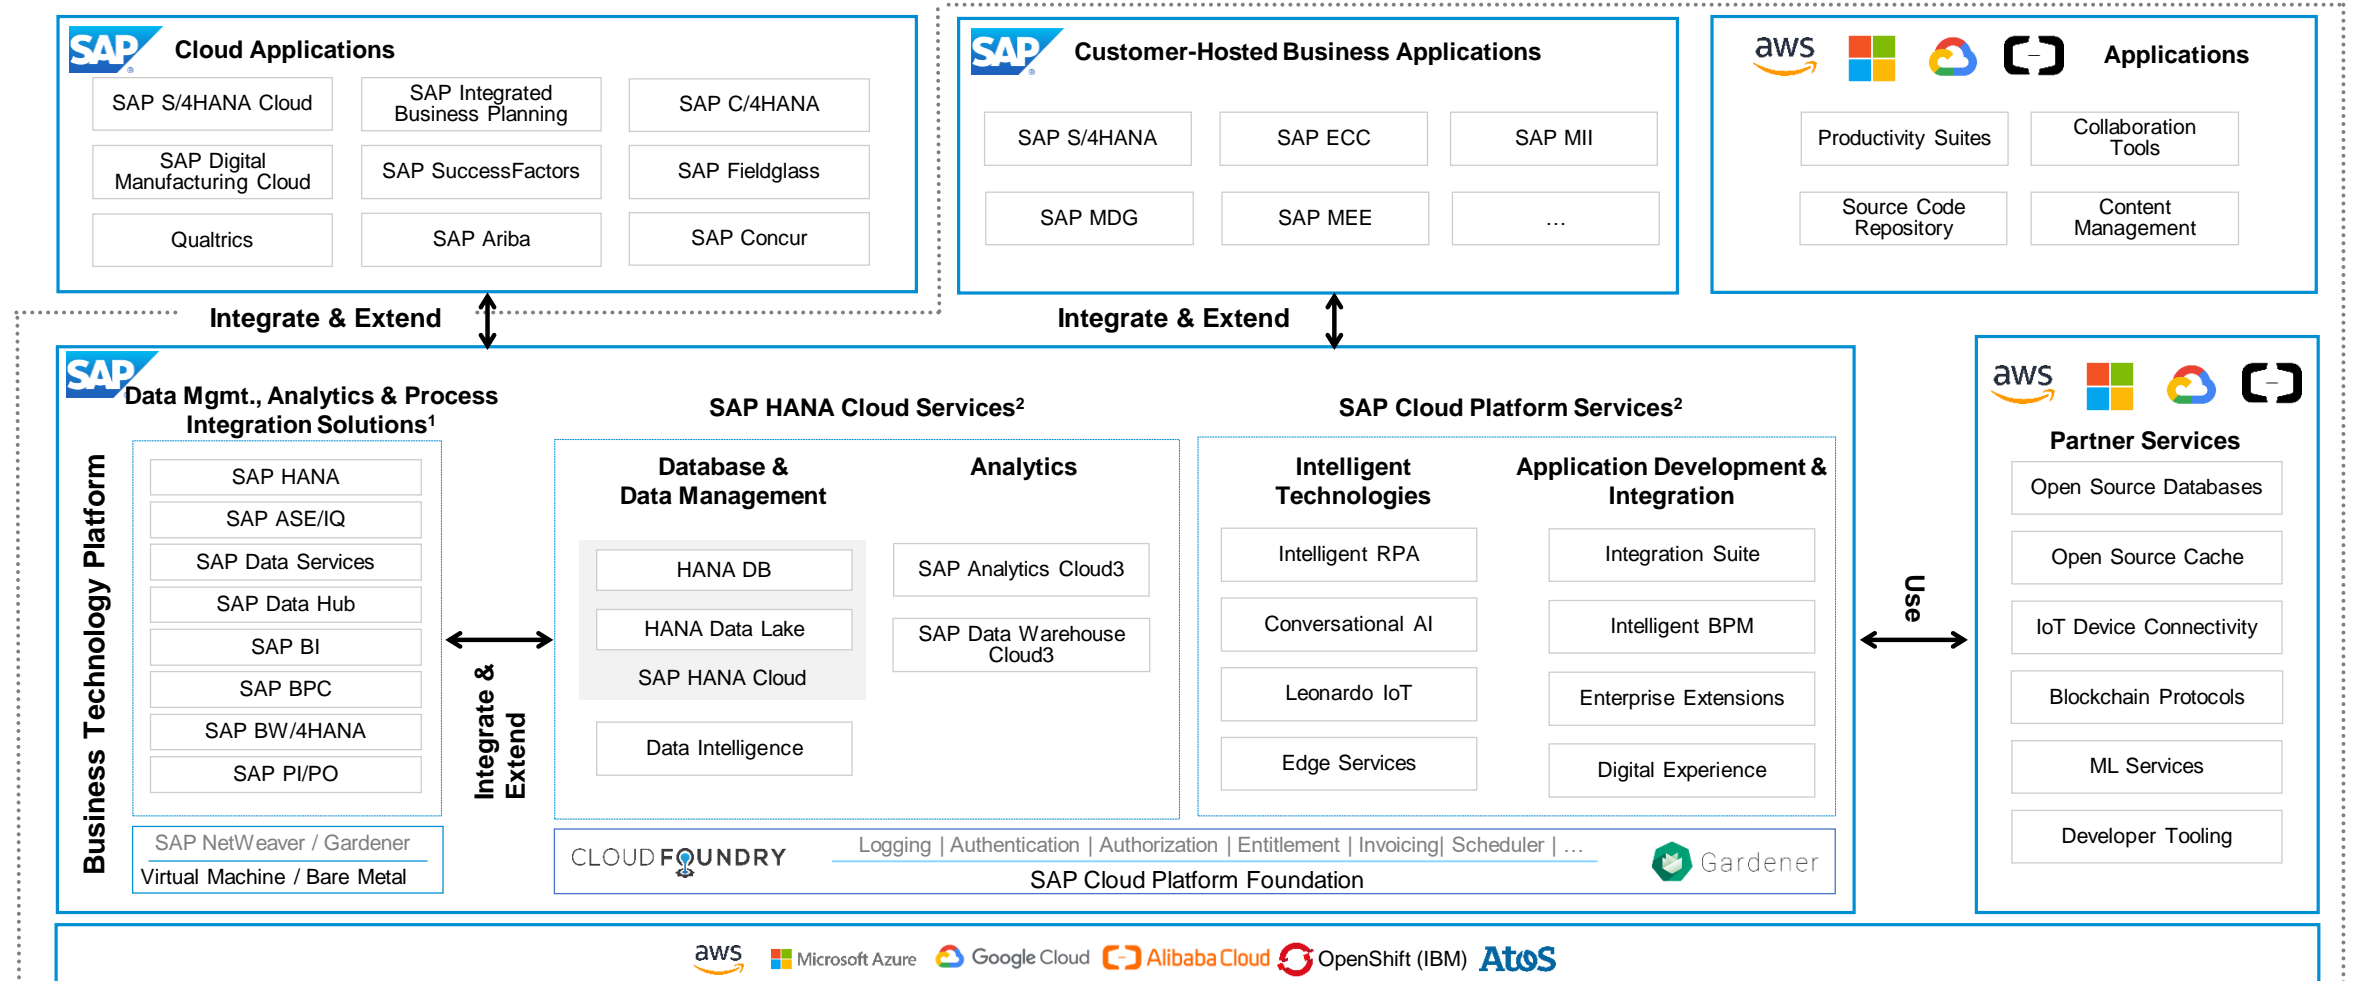 SAP
Cloud Applications
SAP S/4HANA Cloud
SAP Integrated
Business Planning
SAP C/4HANA
SAP Digital
Manufacturing Cloud
SAP SuccessFactors
SAP Fieldglass
Qualtrics
SAP Ariba
SAP Concur
SAP
Customer-Hosted Business Applications
SAP S/4HANA
SAP ECC
SAP MII
SAP MDG
SAP MEE
…
aws
Applications
Productivity Suites
Collaboration
Tools
Source Code
Repository
Content
Management
Integrate & Extend
Integrate & Extend
SAP
Business Technology Platform
Data Mgmt., Analytics & Process
Integration Solutions¹
SAP HANA
SAP ASE/IQ
SAP Data Services
SAP Data Hub
SAP BI
SAP BPC
SAP BW/4HANA
SAP PI/PO
SAP NetWeaver / Gardener
Virtual Machine / Bare Metal
Integrate &
Extend
SAP HANA Cloud Services²
Database &
Data Management
HANA DB
HANA Data Lake
SAP HANA Cloud
Data Intelligence
Analytics
SAP Analytics Cloud3
SAP Data Warehouse
Cloud3
SAP Cloud Platform Services²
Intelligent
Technologies
Intelligent RPA
Conversational AI
Leonardo IoT
Edge Services
Application Development &
Integration
Integration Suite
Intelligent BPM
Enterprise Extensions
Digital Experience
CLOUD FOUNDRY
Logging | Authentication | Authorization | Entitlement | Invoicing| Scheduler | …
SAP Cloud Platform Foundation
Gardener
Use
aws
Partner Services
Open Source Databases
Open Source Cache
IoT Device Connectivity
Blockchain Protocols
ML Services
Developer Tooling
aws
Microsoft Azure
Google Cloud
Alibaba Cloud
OpenShift (IBM)
Atos